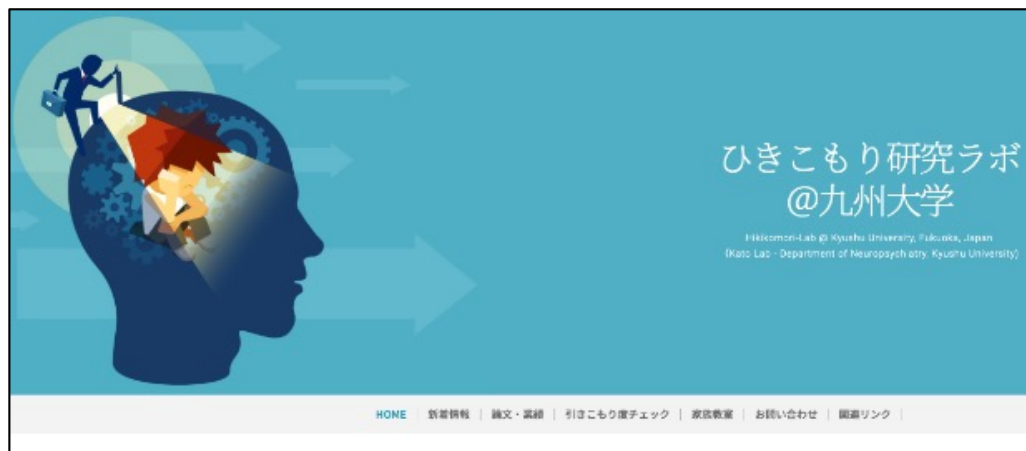 ひきこもり研究ラボ
@九州大学
Hikikomori-Lab @ Kyushu University, Fukuoka, Japan
(Kato Lab - Department of Neuropsychiatry, Kyushu University)
HOME | 新着情報 | 論文・業績 | 引きこもり度チェック | 家族教室 | お問い合わせ | 関連リンク |